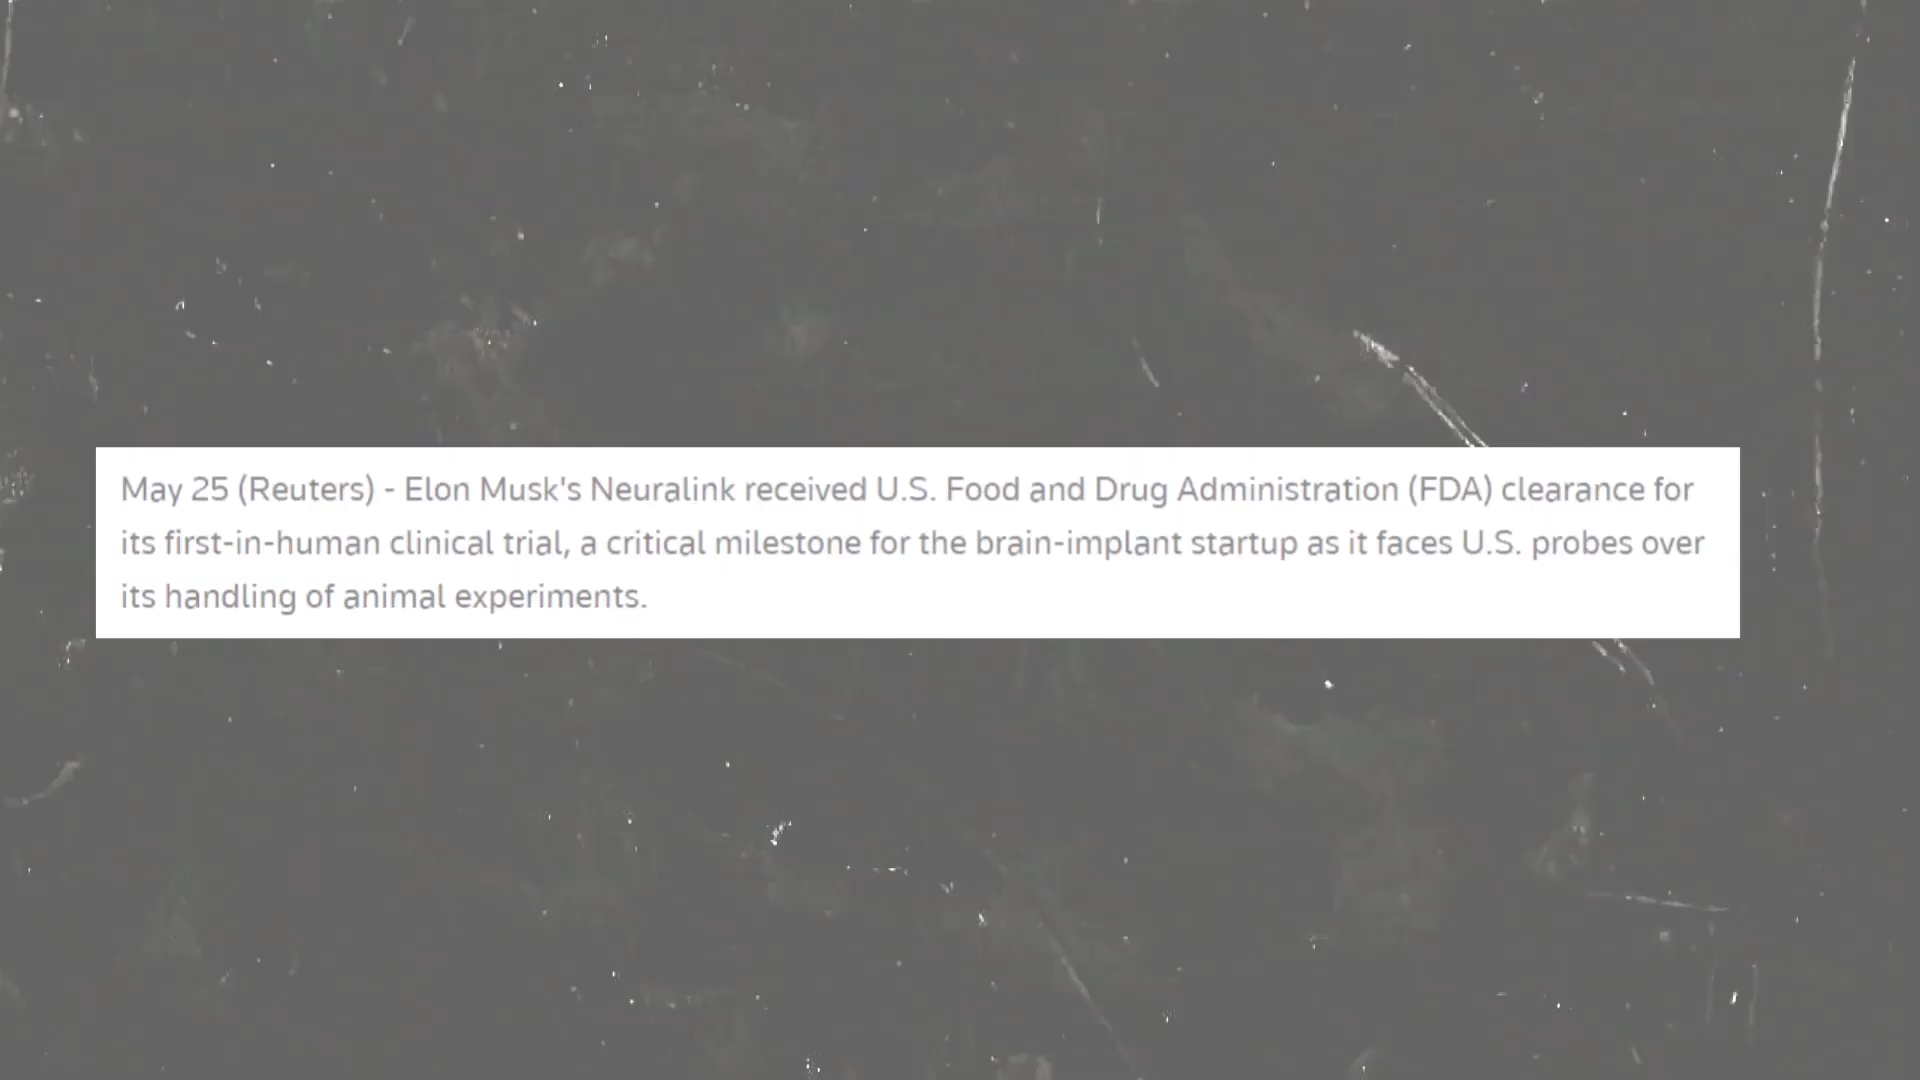 May 25 (Reuters) - Elon Musk's Neuralink received U.S. Food and Drug Administration (FDA) clearance for
its first-in-human clinical trial, a critical milestone for the brain-implant startup as it faces U.S. probes over
its handling of animal experiments.